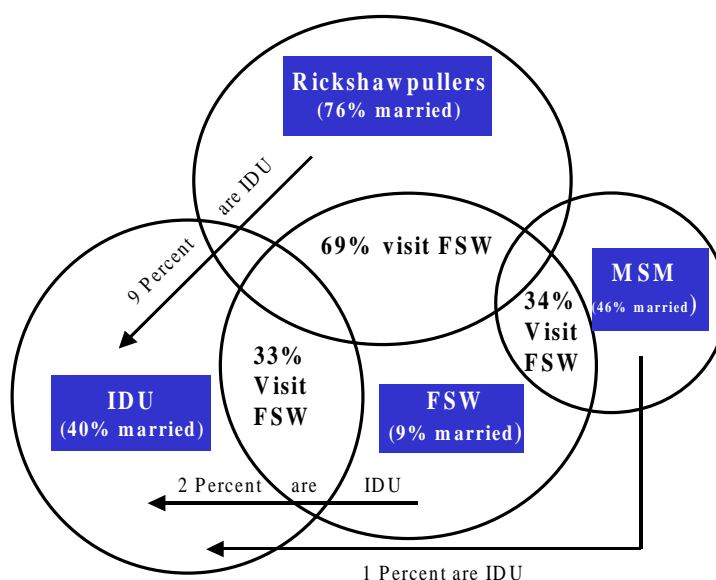 Rickshawpullers
(76% married)
9 Percent are IDU
69% visit FSW
MSM
(46% married)
34%
Visit
FSW
33%
Visit
FSW
IDU
(40% married)
FSW
(9% married)
2 Percent are IDU
1 Percent are IDU